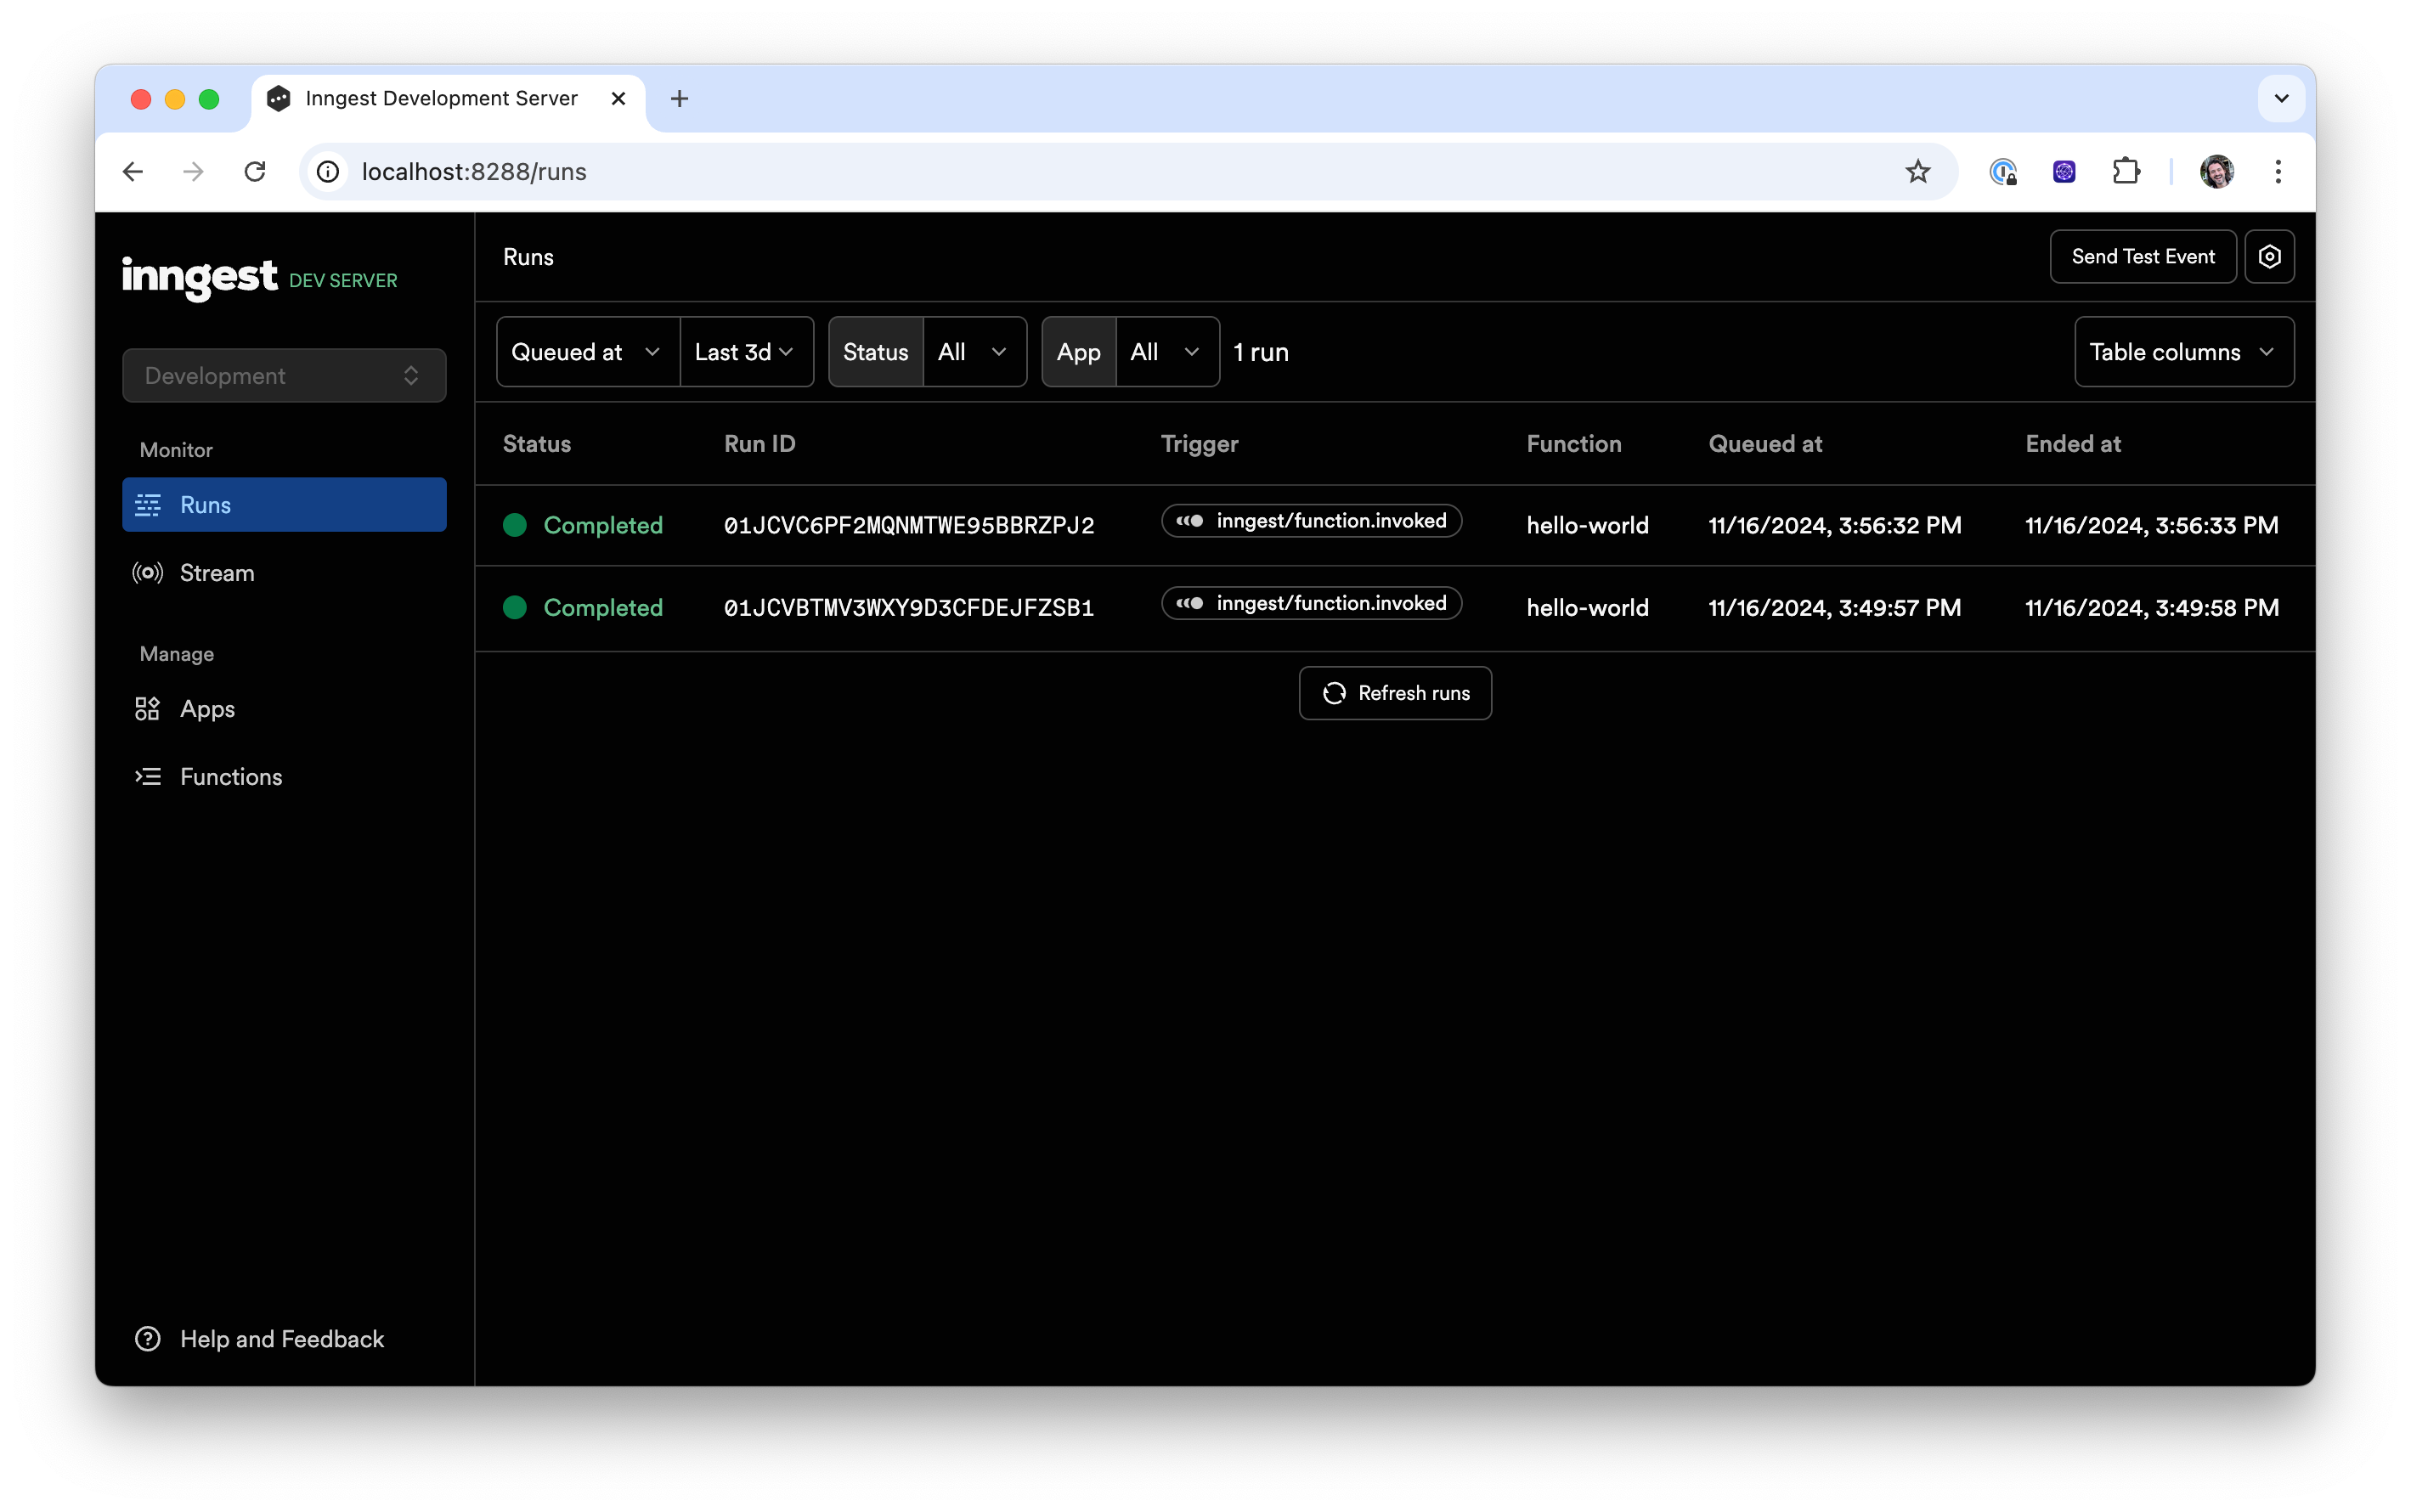 Inngest Development Server
localhost:8288/runs
inngest DEV SERVER
Development
Monitor
Runs
Stream
Manage
Apps
Functions
Help and Feedback
Runs
Send Test Event
Queued at Last 3d Status All App All 1 run Table columns
Status Run ID Trigger Function Queued at Ended at
Completed 01JCVC6PF2MQNMTWE95BBRZPJ2 inngest/function.invoked hello-world 11/16/2024, 3:56:32 PM 11/16/2024, 3:56:33 PM
Completed 01JCVBTMV3WXY9D3CFDEJFZSB1 inngest/function.invoked hello-world 11/16/2024, 3:49:57 PM 11/16/2024, 3:49:58 PM
Refresh runs